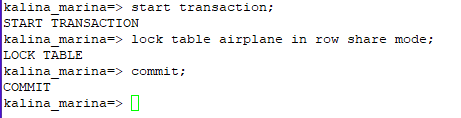 kalina_marina=> start transaction;
START TRANSACTION
kalina_marina=> lock table airplane in row share mode;
LOCK TABLE
kalina_marina=> commit;
COMMIT
kalina_marina=>